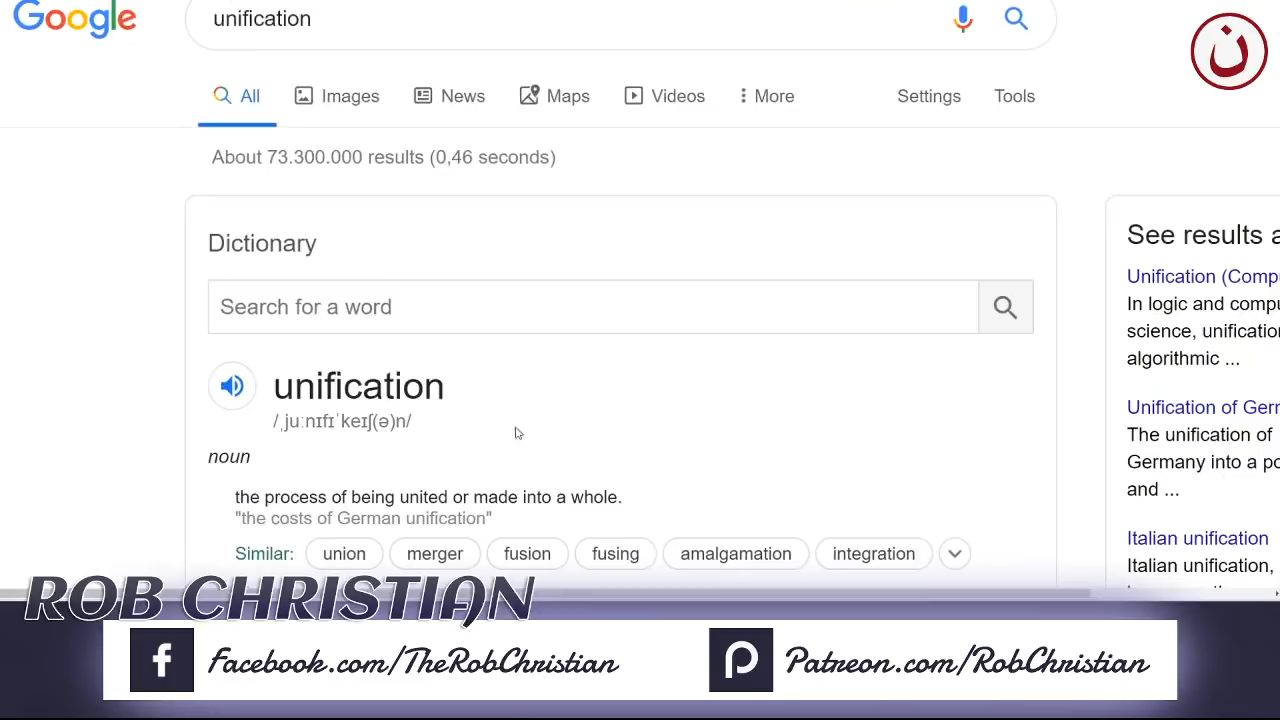 Google
unification
ن
All Images News Maps Videos More Settings Tools
About 73.300.000 results (0,46 seconds)
Dictionary
Search for a word
unification
/ˌjuːnɪfɪˈkeɪʃ(ə)n/
noun
the process of being united or made into a whole.
"the costs of German unification"
Similar: union merger fusion fusing amalgamation integration
See results a
Unification (Comp
In logic and compu
science, unification
algorithmic ...
Unification of Ger
The unification of
Germany into a po
and ...
Italian unification
Italian unification,
ROB CHRISTIAN
Facebook.com/TheRobChristian
Patreon.com/RobChristian